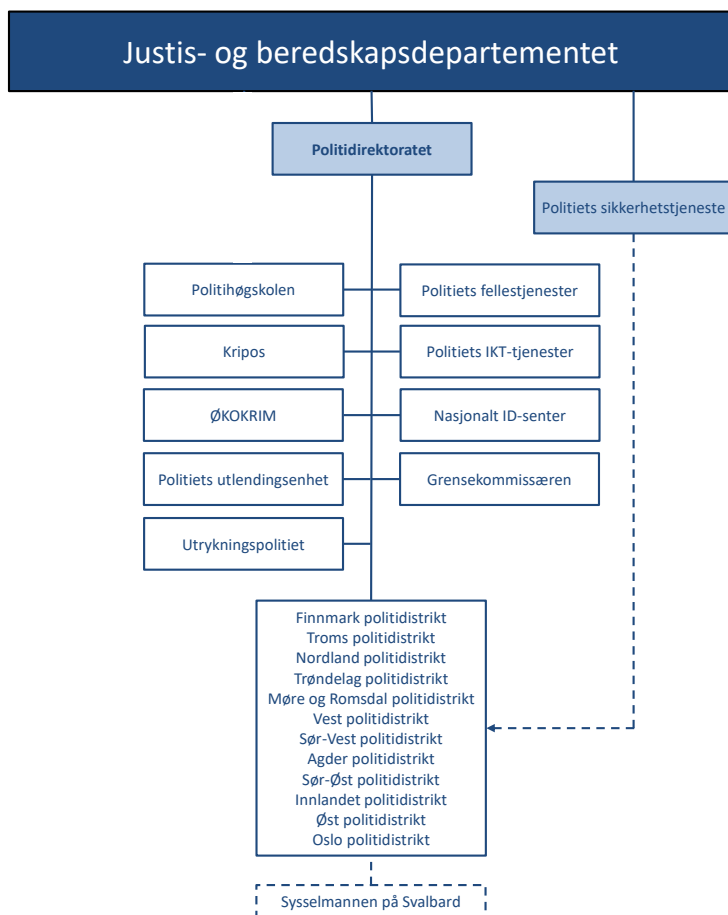 Justis- og beredskapsdepartementet
Politidirektoratet
Politiets sikkerhetstjeneste
Politihøgskolen
Politiets fellestjenester
Kripos
Politiets IKT-tjenester
ØKOKRIM
Nasjonalt ID-senter
Politiets utlendingsenhet
Grensekommissæren
Utrykningspolitiet
Finnmark politidistrikt
Troms politidistrikt
Nordland politidistrikt
Trøndelag politidistrikt
Møre og Romsdal politidistrikt
Vest politidistrikt
Sør-Vest politidistrikt
Agder politidistrikt
Sør-Øst politidistrikt
Innlandet politidistrikt
Øst politidistrikt
Oslo politidistrikt
Sysselmannen på Svalbard